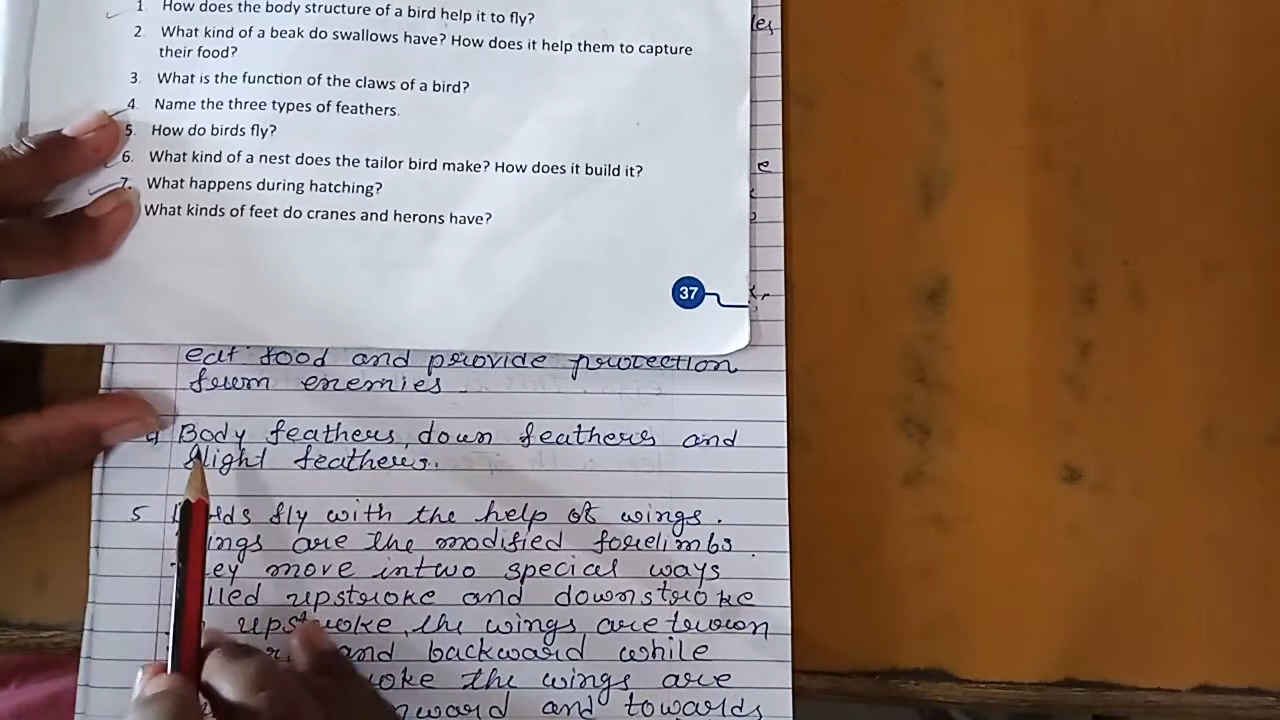 1. How does the body structure of a bird help it to fly?
2. What kind of a beak do swallows have? How does it help them to capture
their food?
3. What is the function of the claws of a bird?
4. Name the three types of feathers.
5. How do birds fly?
6. What kind of a nest does the tailor bird make? How does it build it?
7. What happens during hatching?
What kinds of feet do cranes and herons have?
37
eat food and provide protection
from enemies.
4 Body feathers, down feathers and
flight feathers.
5 fly with the help of wings.
are the modified forelimbs.
move in two special ways
upstroke and downstroke
upstroke, the wings are
and backward while
the wings are
and towards